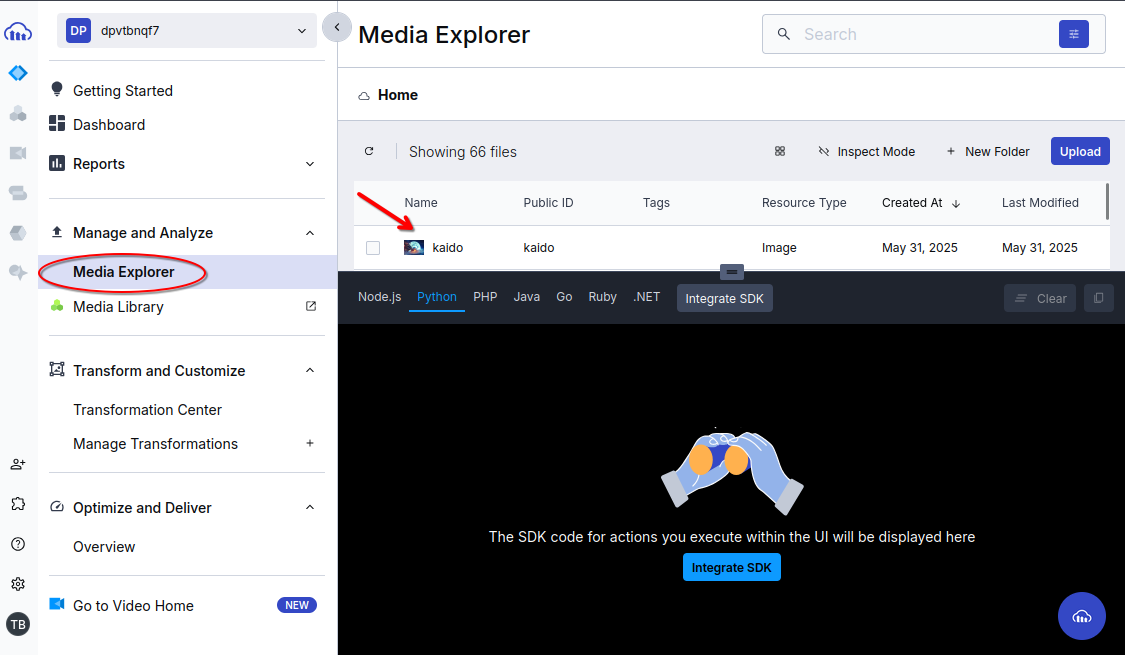 DP dpvtbnqf7
Getting Started
Dashboard
Reports
Manage and Analyze
Media Explorer
Media Library
Transform and Customize
Transformation Center
Manage Transformations +
Optimize and Deliver
Overview
Go to Video Home NEW
TB
Media Explorer
Search
Home
Showing 66 files
Inspect Mode
+ New Folder
Upload
Name Public ID Tags Resource Type Created At Last Modified
kaido kaido Image May 31, 2025 May 31, 2025
Node.js Python PHP Java Go Ruby .NET Integrate SDK Clear
The SDK code for actions you execute within the UI will be displayed here
Integrate SDK